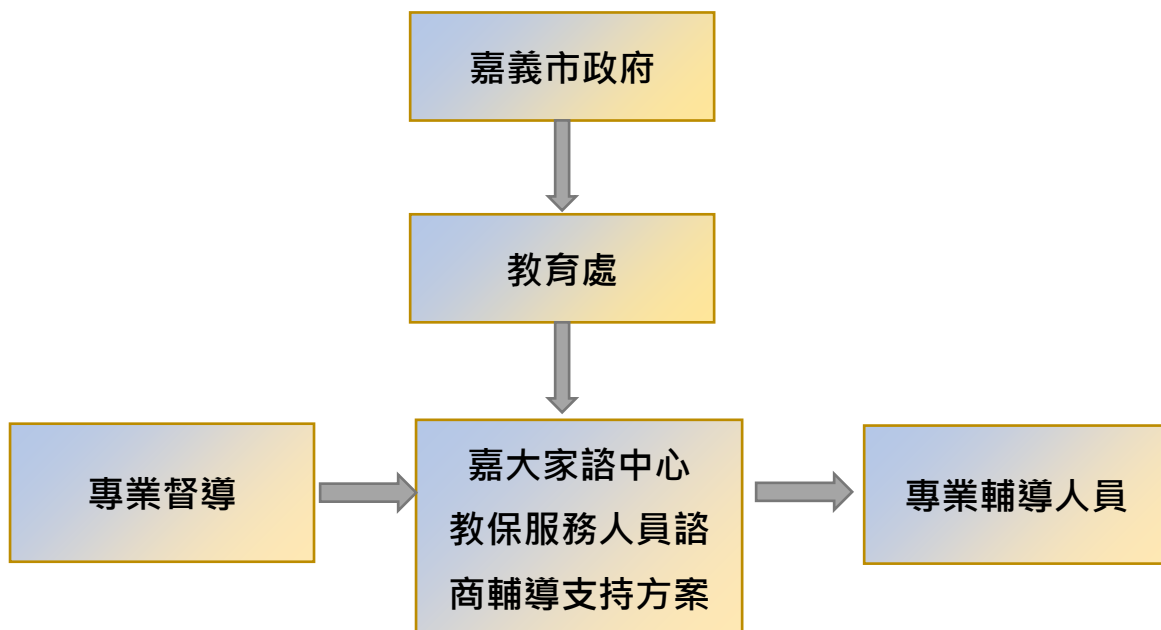 嘉義市政府
教育處
專業督導
嘉大家諮中心
教保服務人員諮
商輔導支持方案
專業輔導人員